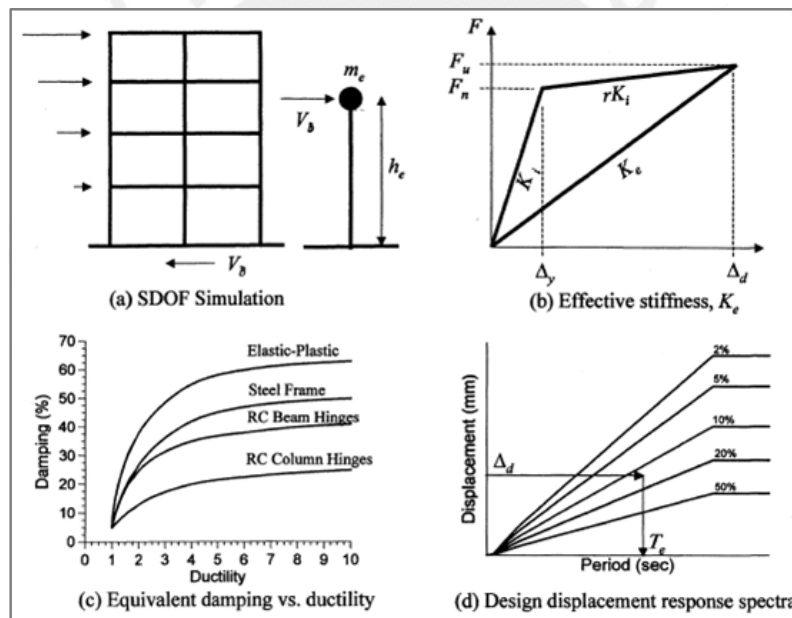 m_e
V_B
h_e
V_B
(a) SDOF Simulation
F
F_u
F_n
rK_i
K_i
K_e
Δ_y
Δ_d
(b) Effective stiffness, K_e
70
60
50
40
30
20
10
0
Damping (%)
Elastic-Plastic
Steel Frame
RC Beam Hinges
RC Column Hinges
0 1 2 3 4 5 6 7 8 9 10
Ductility
(c) Equivalent damping vs. ductility
Displacement (mm)
2%
5%
10%
20%
50%
Δ_d
T_e
Period (sec)
(d) Design displacement response spectra